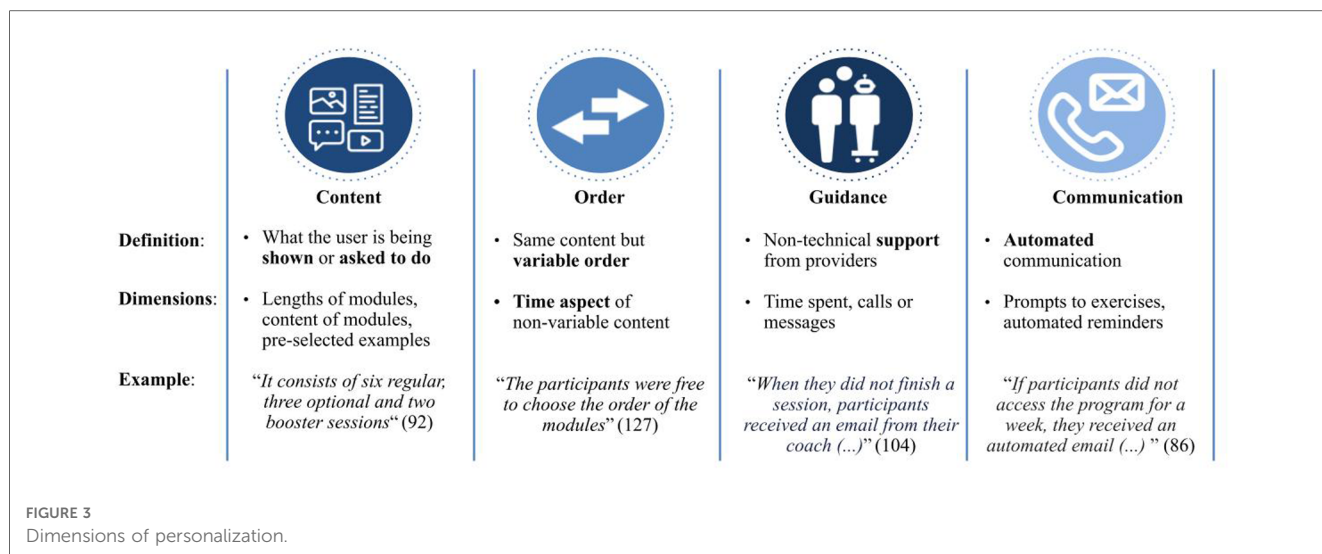 Content
Order
Guidance
Communication
Definition:
• What the user is being
shown or asked to do
• Same content but
variable order
• Non-technical support
from providers
• Automated
communication
Dimensions:
• Lengths of modules,
content of modules,
pre-selected examples
• Time aspect of
non-variable content
• Time spent, calls or
messages
• Prompts to exercises,
automated reminders
Example:
“It consists of six regular,
three optional and two
booster sessions“ (92)
“The participants were free
to choose the order of the
modules” (127)
“When they did not finish a
session, participants
received an email from their
coach (...)” (104)
“If participants did not
access the program for a
week, they received an
automated email (...) ” (86)
FIGURE 3
Dimensions of personalization.